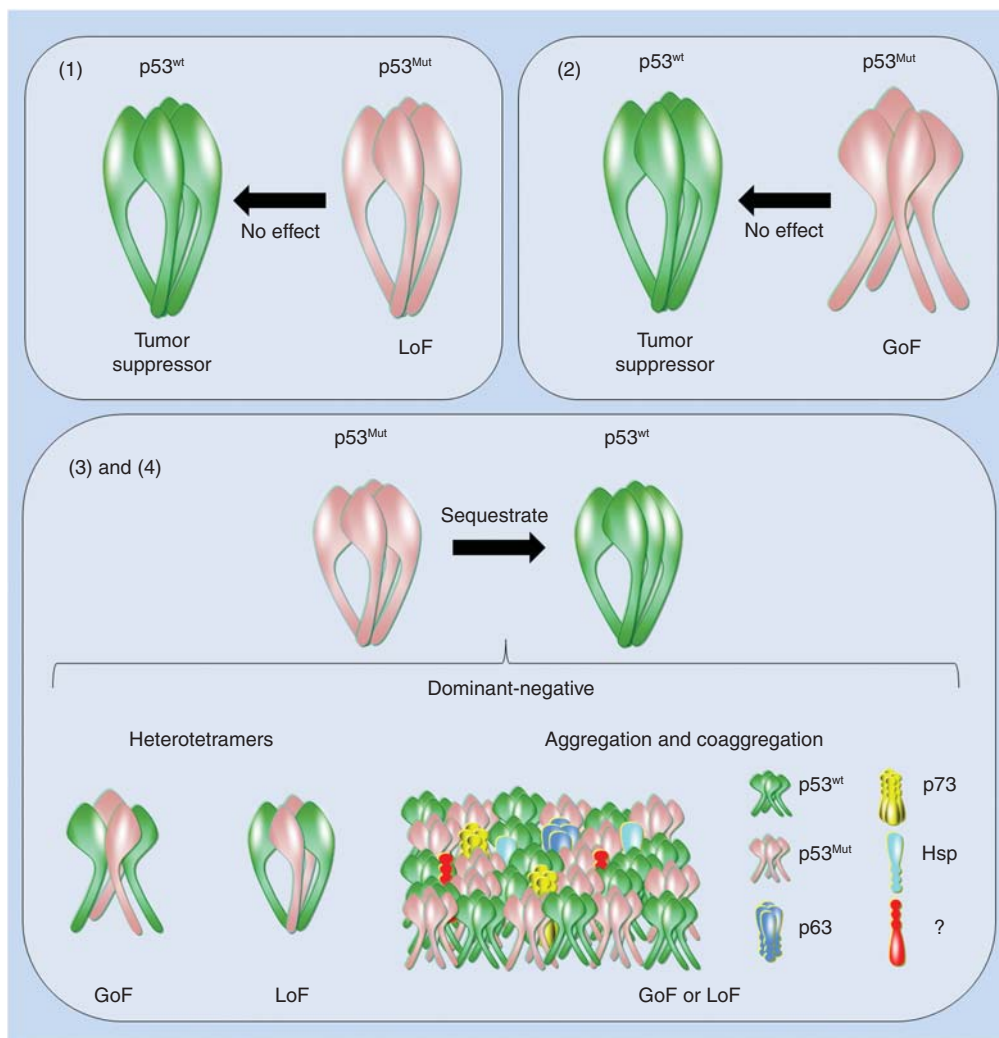 (1)
p53wt
p53Mut
No effect
Tumor
suppressor
LoF
(2)
p53wt
p53Mut
No effect
Tumor
suppressor
GoF
(3) and (4)
p53Mut
p53wt
Sequestrate
Dominant-negative
Heterotetramers
Aggregation and coaggregation
GoF
LoF
GoF or LoF
p53wt
p73
p53Mut
Hsp
p63
?